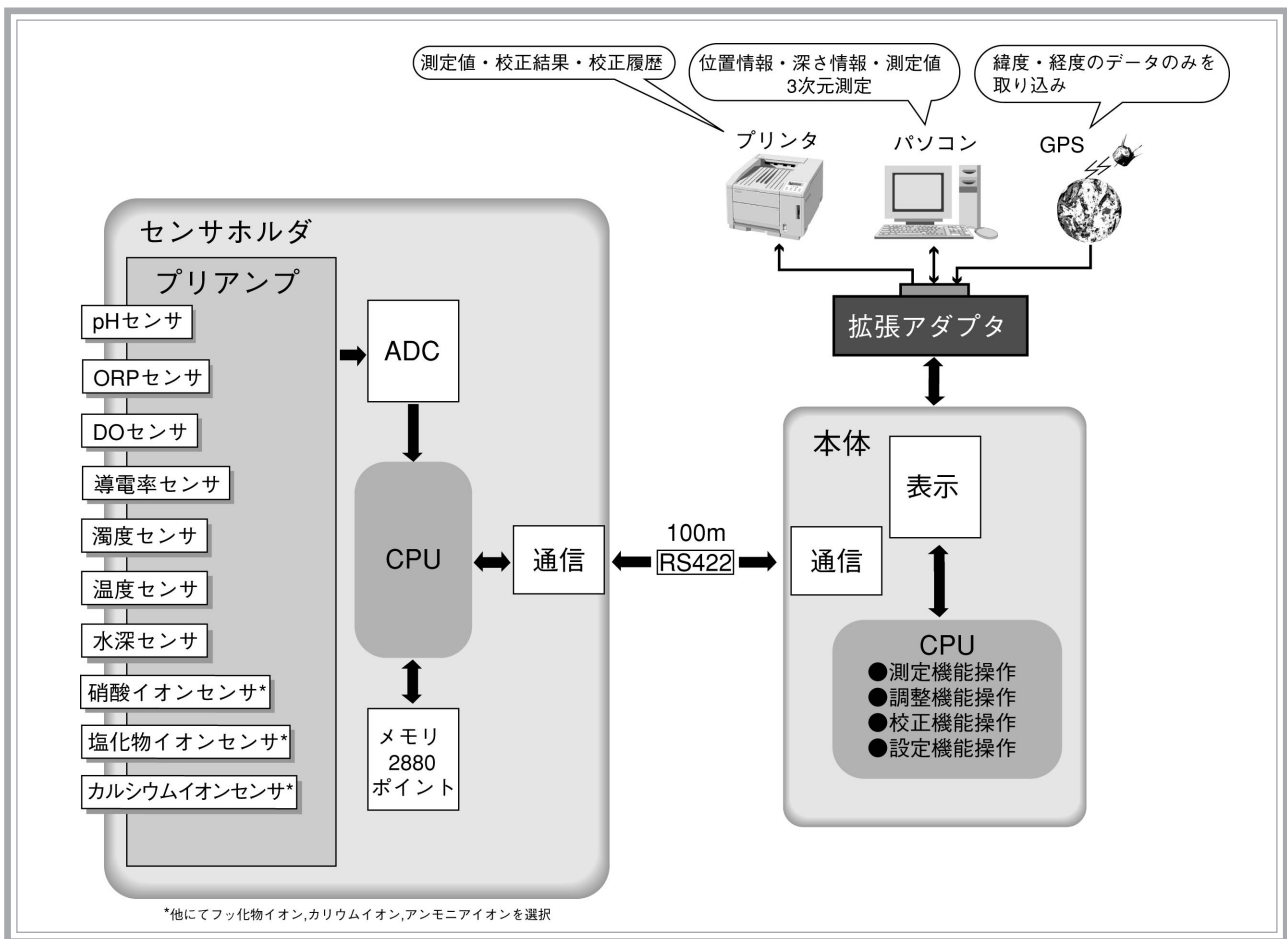 測定値・校正結果・校正履歴
位置情報・深さ情報・測定値
3次元測定
緯度・経度のデータのみを
取り込み
プリンタ
パソコン
GPS
センサホルダ
プリアンプ
pHセンサ
ORPセンサ
DOセンサ
導電率センサ
濁度センサ
温度センサ
水深センサ
硝酸イオンセンサ*
塩化物イオンセンサ*
カルシウムイオンセンサ*
ADC
CPU
メモリ
2880
ポイント
通信
100m
RS422
拡張アダプタ
本体
表示
通信
CPU
●測定機能操作
●調整機能操作
●校正機能操作
●設定機能操作
*他にてフッ化物イオン,カリウムイオン,アンモニアイオンを選択